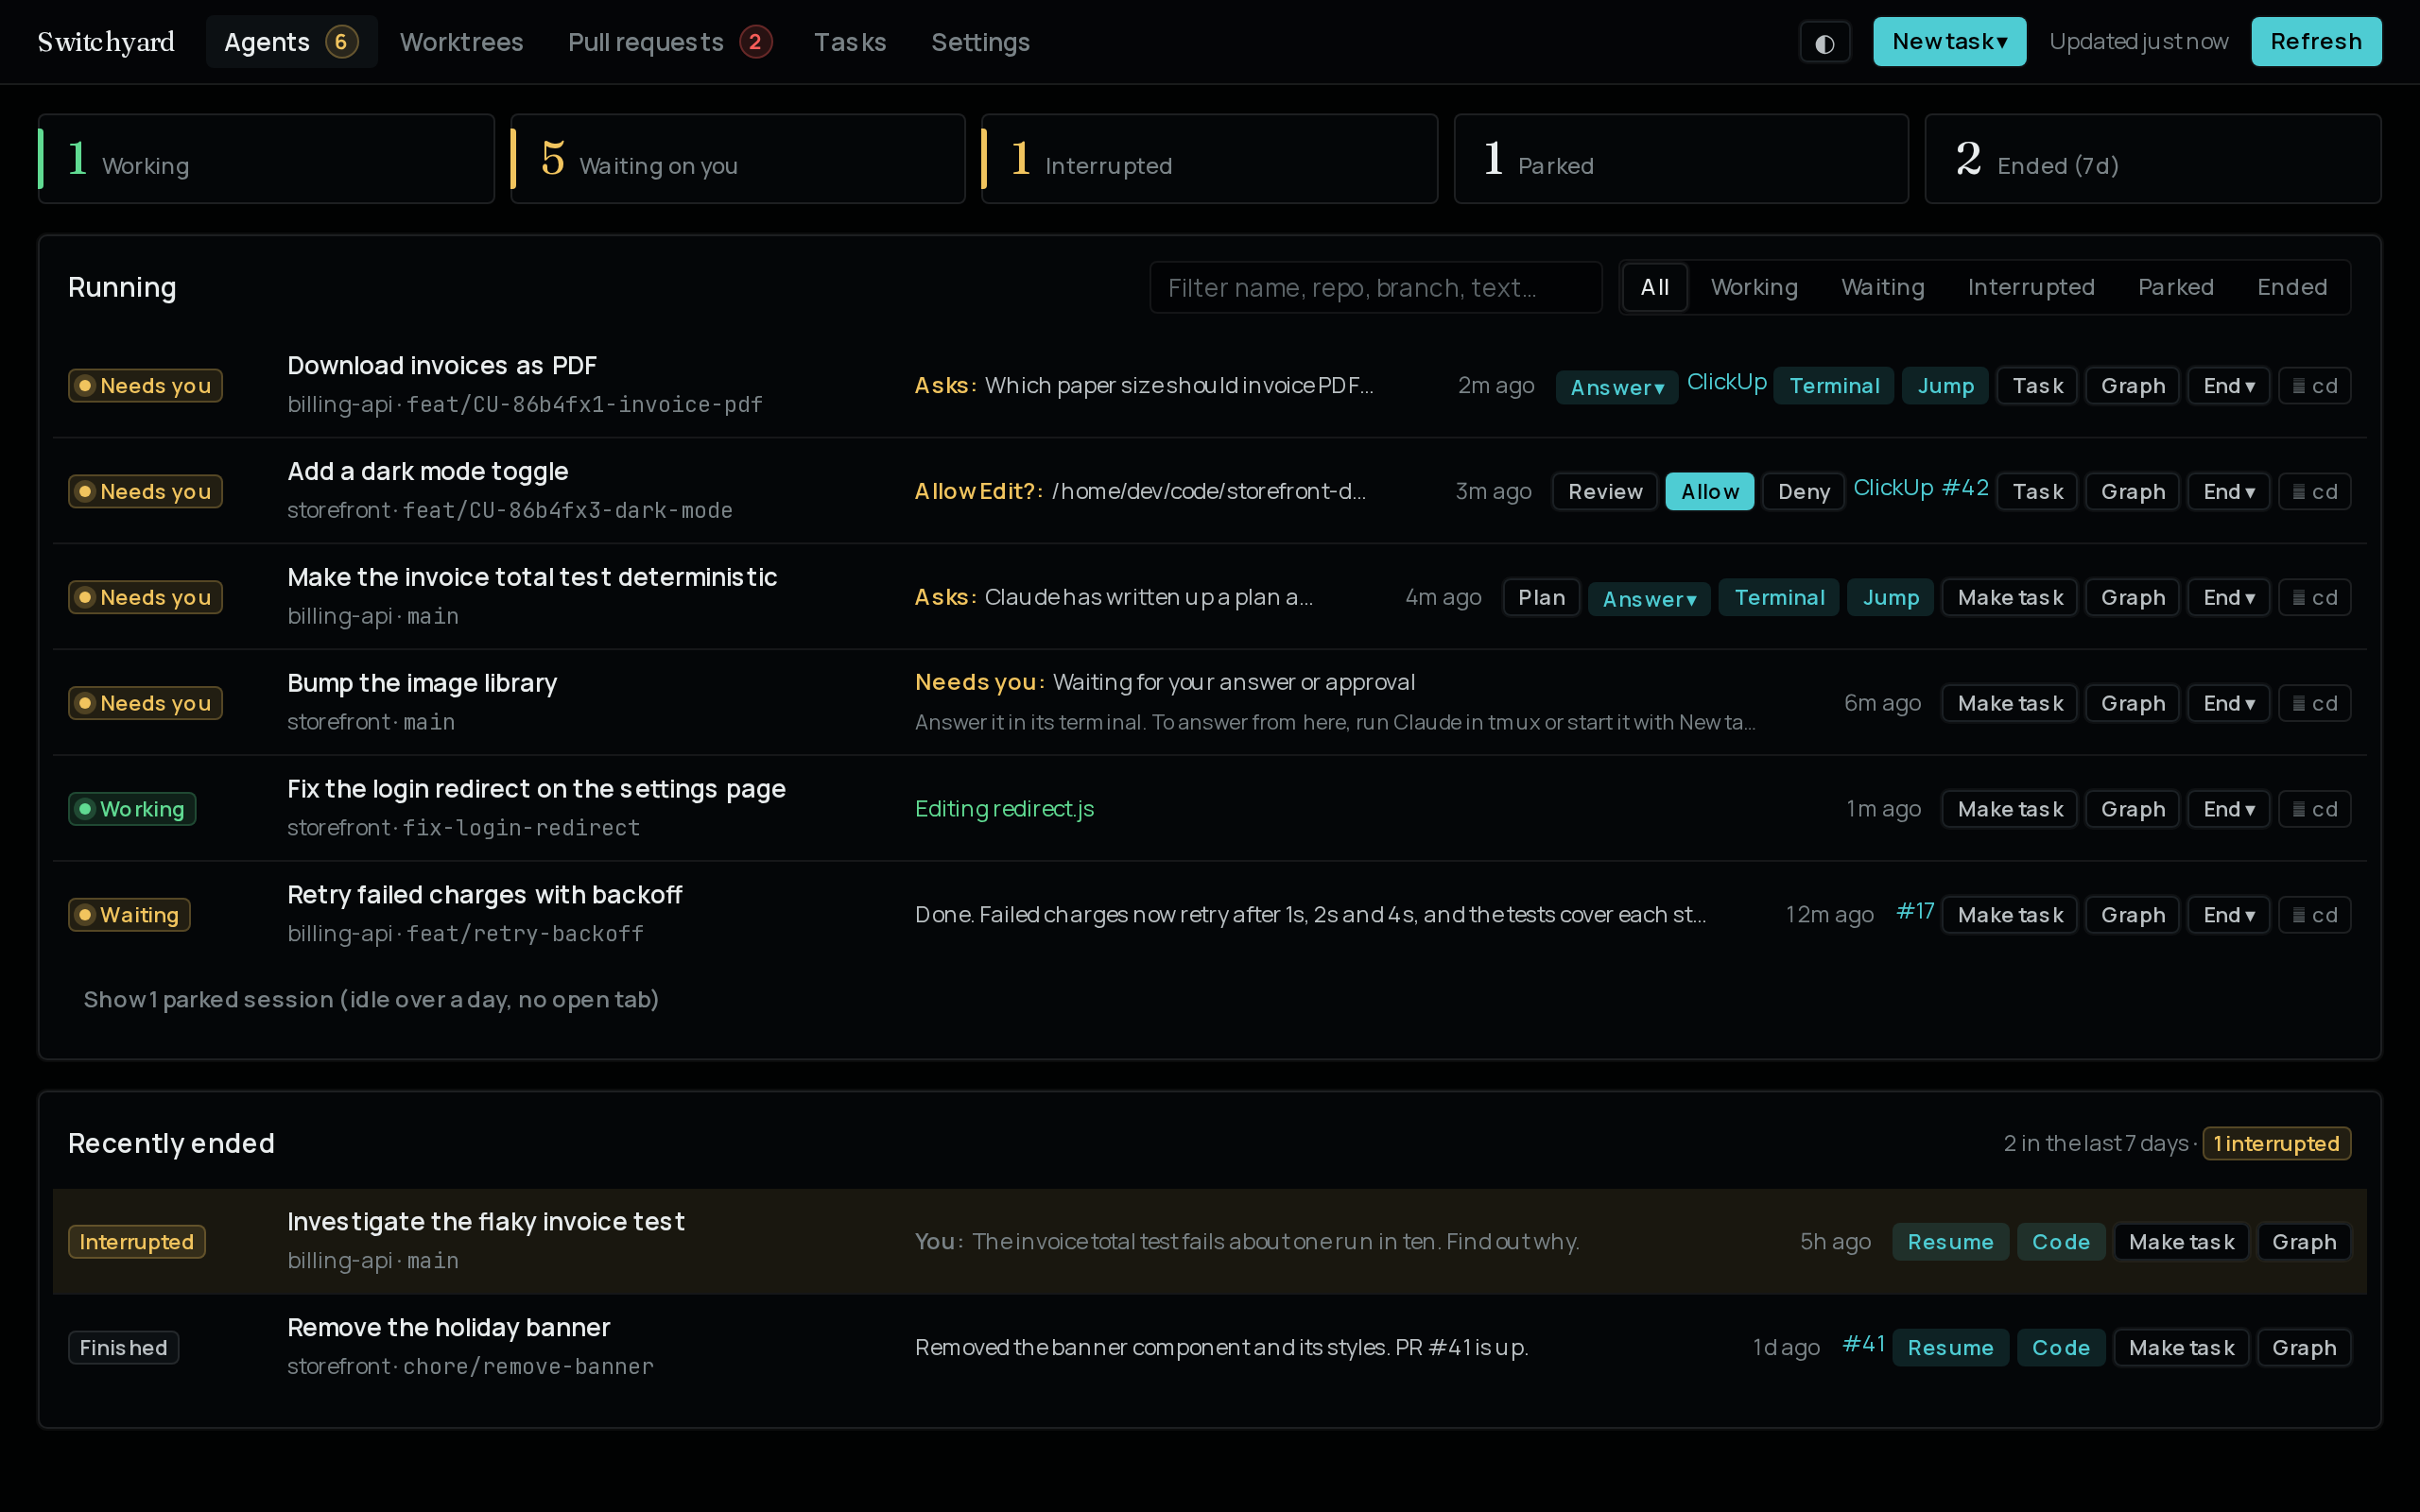 Switchyard Agents 6 Worktrees Pull requests 2 Tasks Settings New task ▾ Updated just now Refresh
1 Working 5 Waiting on you 1 Interrupted 1 Parked 2 Ended (7d)
Running Filter name, repo, branch, text… All Working Waiting Interrupted Parked Ended
Needs you Download invoices as PDF Asks: Which paper size should invoice PDF… 2m ago Answer ▾ ClickUp Terminal Jump Task Graph End ▾ cd
billing-api · feat/CU-86b4fx1-invoice-pdf
Needs you Add a dark mode toggle Allow Edit?: /home/dev/code/storefront-d… 3m ago Review Allow Deny ClickUp #42 Task Graph End ▾ cd
storefront · feat/CU-86b4fx3-dark-mode
Needs you Make the invoice total test deterministic Asks: Claude has written up a plan a… 4m ago Plan Answer ▾ Terminal Jump Make task Graph End ▾ cd
billing-api · main
Needs you Bump the image library Needs you: Waiting for your answer or approval 6m ago Make task Graph End ▾ cd
storefront · main Answer it in its terminal. To answer from here, run Claude in tmux or start it with New ta…
Working Fix the login redirect on the settings page Editing redirect.js 1m ago Make task Graph End ▾ cd
storefront · fix-login-redirect
Waiting Retry failed charges with backoff Done. Failed charges now retry after 1s, 2s and 4s, and the tests cover each st… 12m ago #17 Make task Graph End ▾ cd
billing-api · feat/retry-backoff
Show 1 parked session (idle over a day, no open tab)
Recently ended 2 in the last 7 days · 1 interrupted
Interrupted Investigate the flaky invoice test You: The invoice total test fails about one run in ten. Find out why. 5h ago Resume Code Make task Graph
billing-api · main
Finished Remove the holiday banner Removed the banner component and its styles. PR #41 is up. 1d ago #41 Resume Code Make task Graph
storefront · chore/remove-banner